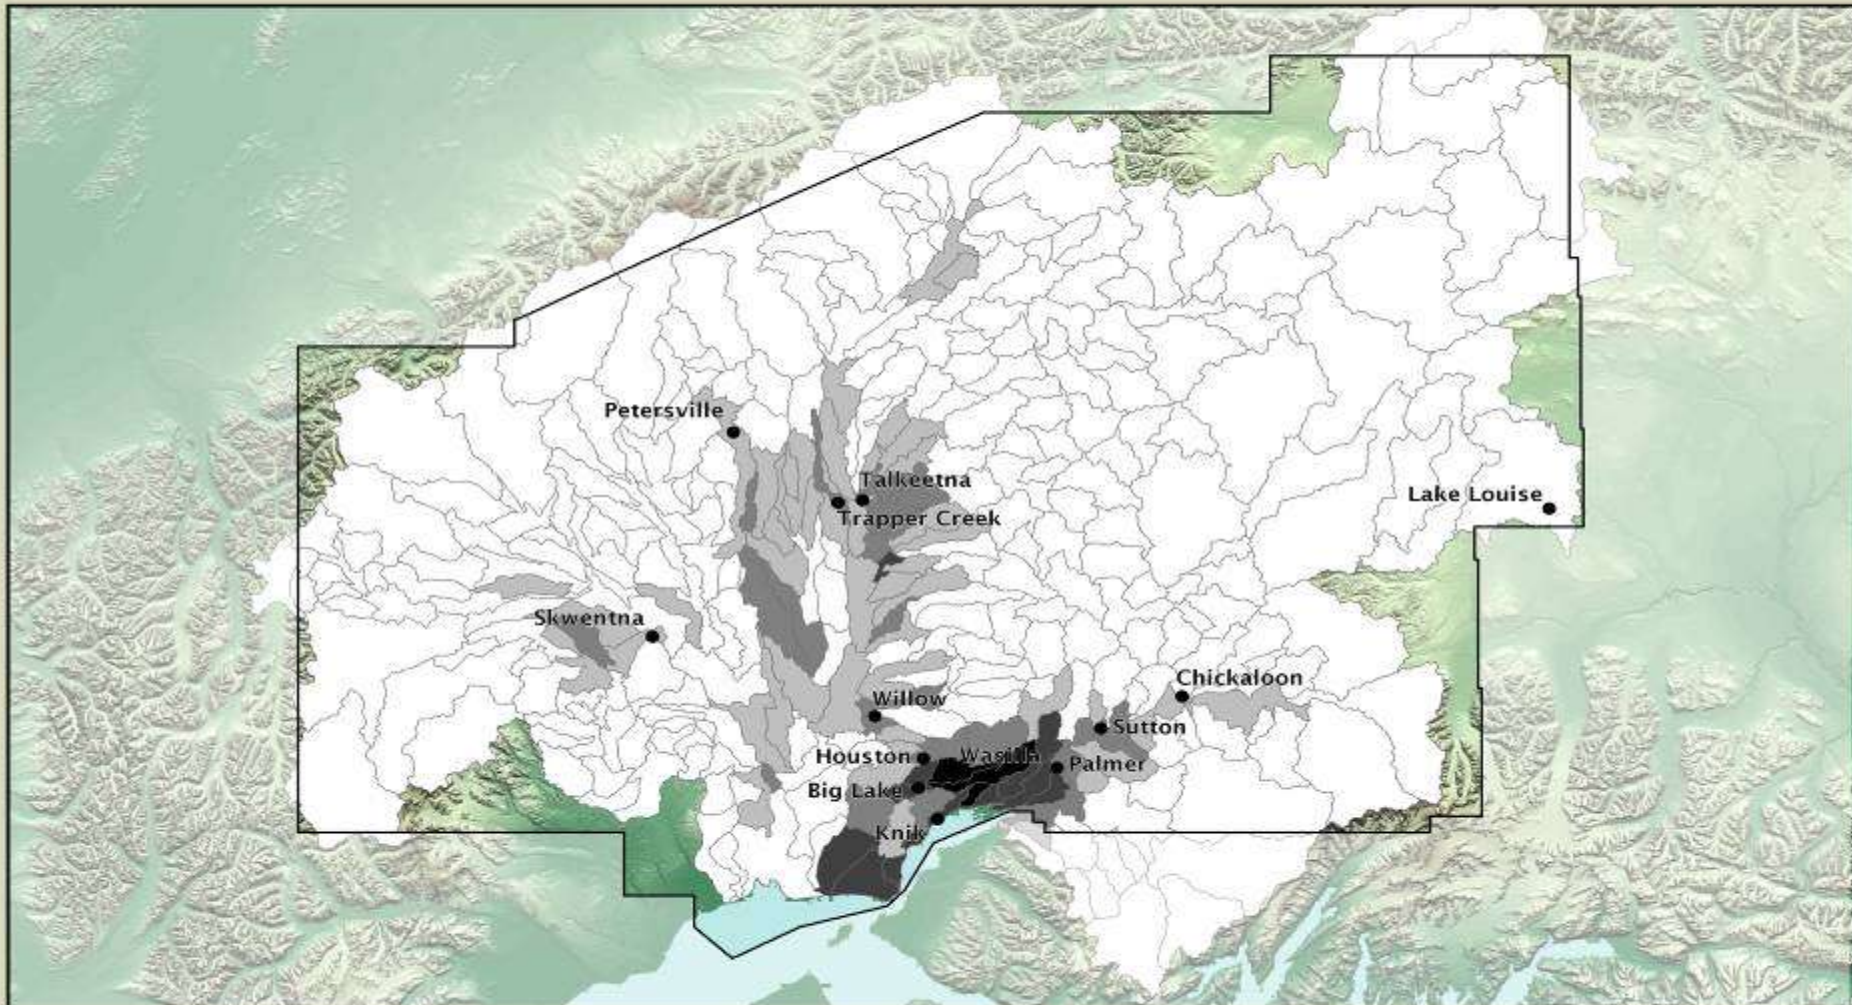 Petersville
Talkeetna
Lake Louise
Trapper Creek
Skwentna
Chickaloon
Willow
Sutton
Houston
Wasilla
Palmer
Big Lake
Knik